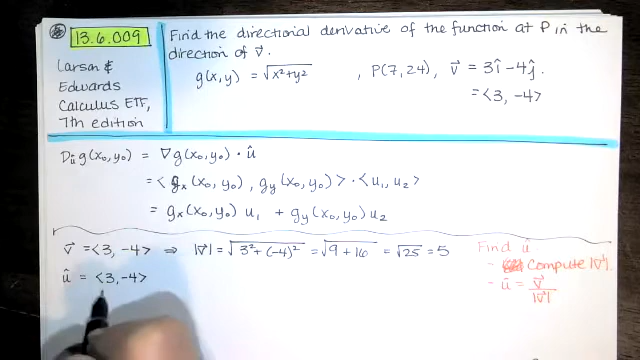 13.6.009
Find the directional derivative of the function at P in the
direction of v⃗.
g(x,y) = √(x²+y²) , P(7,24), v⃗ = 3î − 4ĵ.
= <3, −4>
Larson &
Edwards
Calculus ETF,
7th edition
D_û g(x₀,y₀) = ∇g(x₀,y₀) · û
= <g_x(x₀,y₀), g_y(x₀,y₀)> · <u₁, u₂>
= g_x(x₀,y₀) u₁ + g_y(x₀,y₀) u₂
v⃗ = <3, −4> ⇒ |v⃗| = √(3² + (−4)²) = √(9 + 16) = √25 = 5
û = <3, −4>
Find û
- Compute |v⃗|.
- û = v⃗/|v⃗|